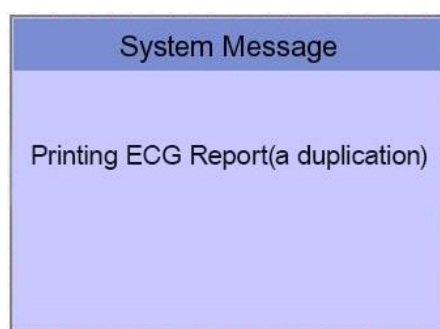 System Message
Printing ECG Report(a duplication)